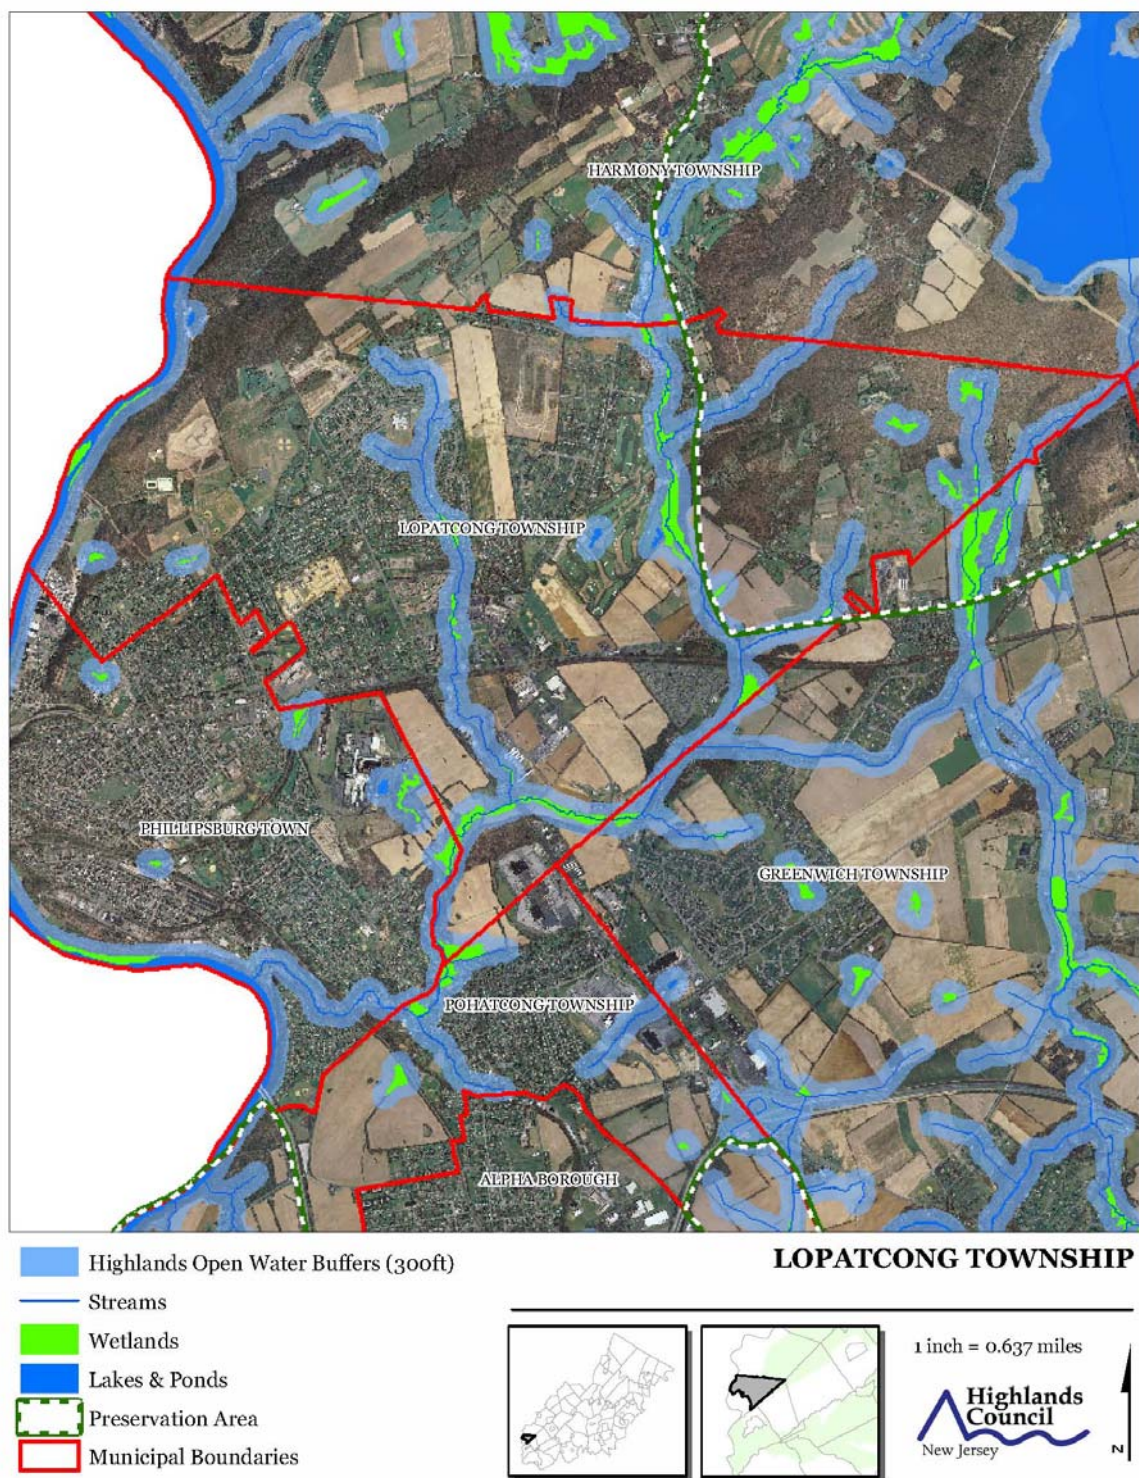 HARMONY TOWNSHIP
LOPATCONG TOWNSHIP
PHILLIPSBURG TOWN
GREENWICH TOWNSHIP
POHATCONG TOWNSHIP
ALPHA BOROUGH
Highlands Open Water Buffers (300ft)
Streams
Wetlands
Lakes & Ponds
Preservation Area
Municipal Boundaries
LOPATCONG TOWNSHIP
1 inch = 0.637 miles
Highlands
Council
New Jersey
N